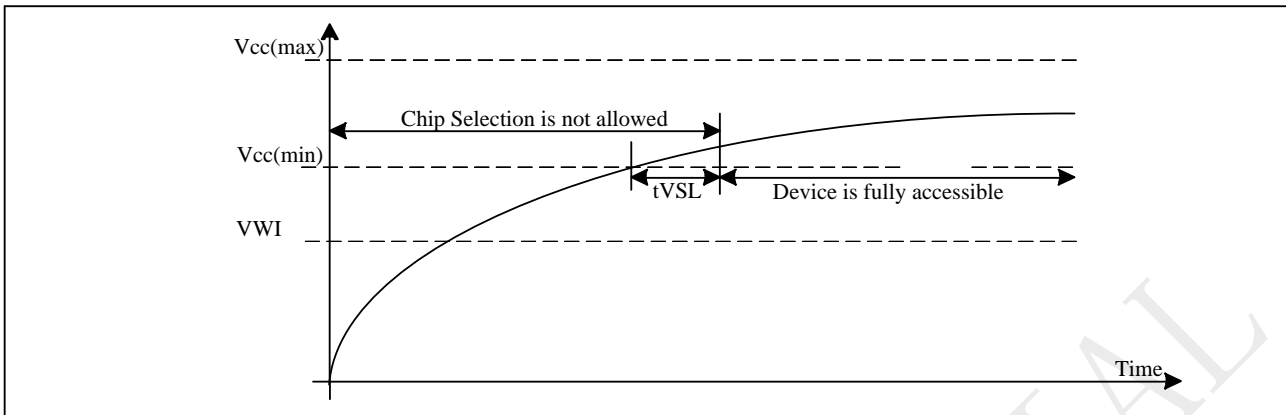 Vcc(max)
Chip Selection is not allowed
Vcc(min)
tVSL
Device is fully accessible
VWI
Time